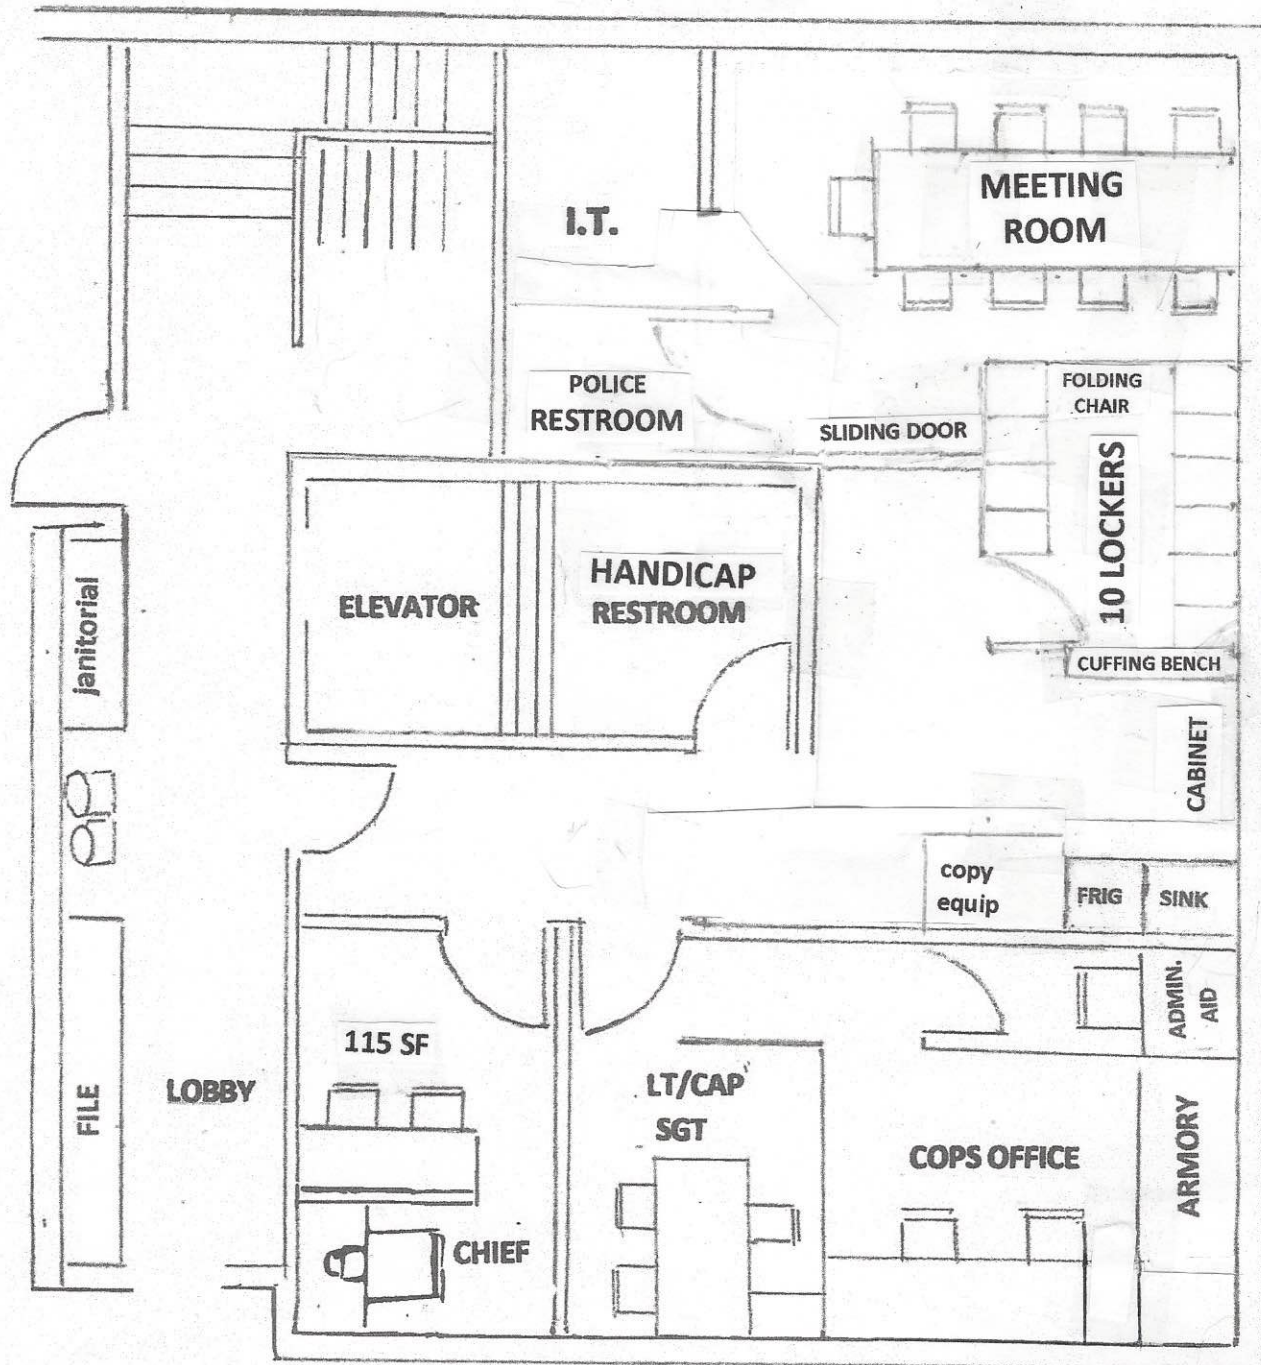 MEETING
ROOM
I.T.
POLICE
RESTROOM
SLIDING DOOR
FOLDING
CHAIR
10 LOCKERS
janitorial
ELEVATOR
HANDICAP
RESTROOM
CUFFING BENCH
CABINET
copy
equip
FRIG
SINK
ADMIN.
AID
115 SF
FILE
LOBBY
LT/CAP
SGT
COPS OFFICE
ARMORY
CHIEF